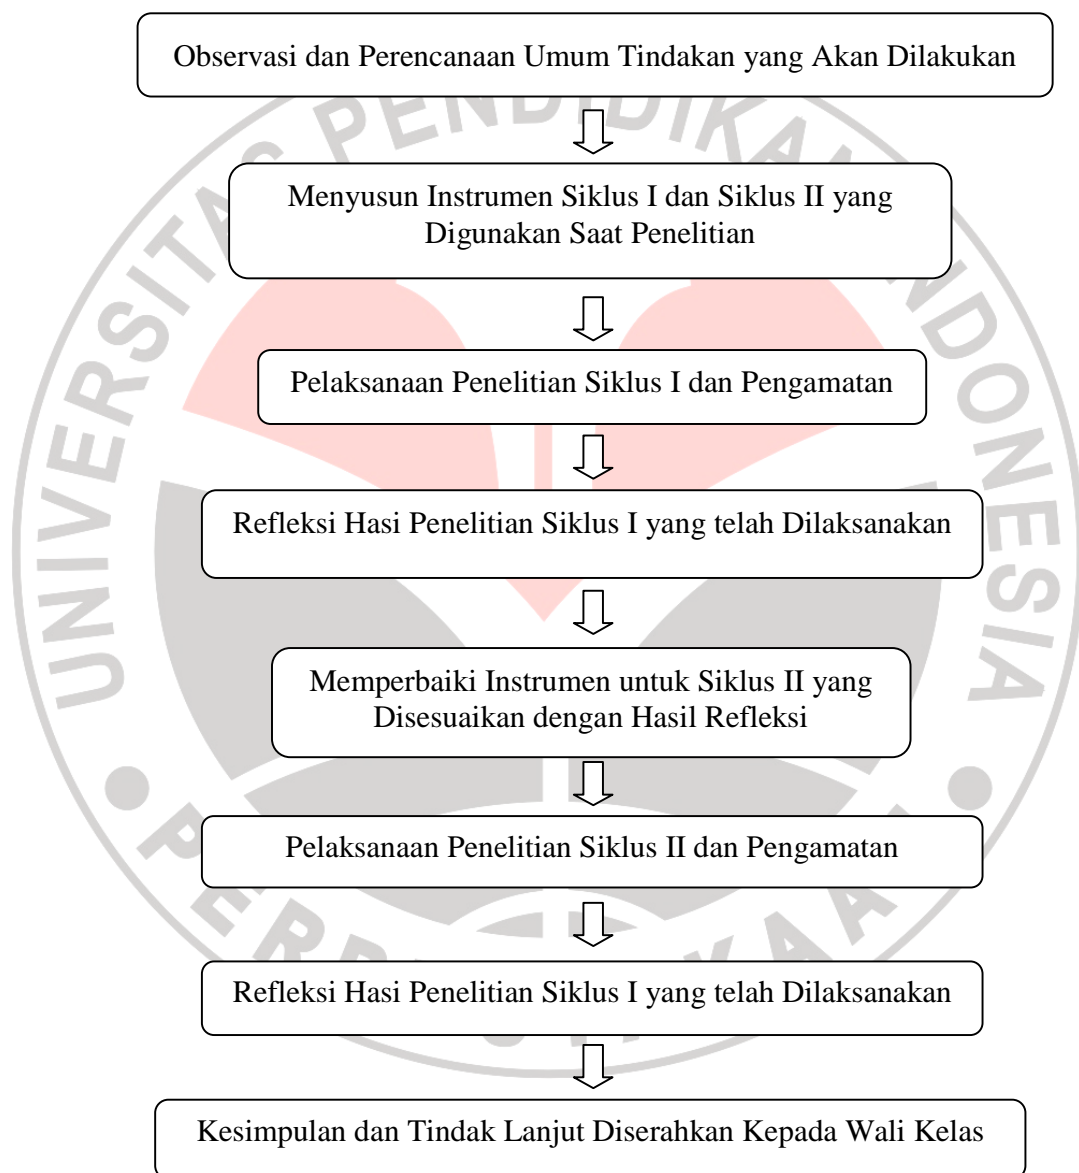 Observasi dan Perencanaan Umum Tindakan yang Akan Dilakukan
Menyusun Instrumen Siklus I dan Siklus II yang
Digunakan Saat Penelitian
Pelaksanaan Penelitian Siklus I dan Pengamatan
Refleksi Hasi Penelitian Siklus I yang telah Dilaksanakan
Memperbaiki Instrumen untuk Siklus II yang
Disesuaikan dengan Hasil Refleksi
Pelaksanaan Penelitian Siklus II dan Pengamatan
Refleksi Hasi Penelitian Siklus I yang telah Dilaksanakan
Kesimpulan dan Tindak Lanjut Diserahkan Kepada Wali Kelas
UNIVERSITAS PENDIDIKAN INDONESIA